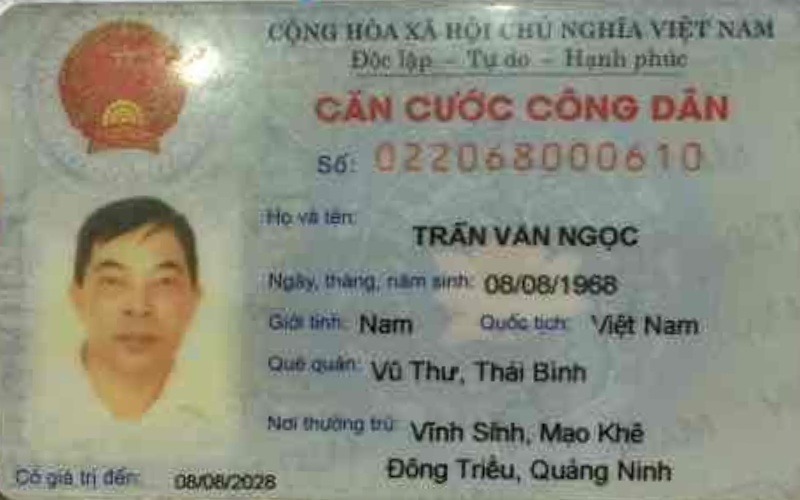 CỘNG HÒA XÃ HỘI CHỦ NGHĨA VIỆT NAM
Độc lập - Tự do - Hạnh phúc
CĂN CƯỚC CÔNG DÂN
Số: 022068000610
Họ và tên:
TRẦN VĂN NGỌC
Ngày, tháng, năm sinh: 08/08/1968
Giới tính: Nam Quốc tịch: Việt Nam
Quê quán: Vũ Thư, Thái Bình
Nơi thường trú: Vĩnh Sinh, Mạo Khê
Đông Triều, Quảng Ninh
Có giá trị đến: 08/08/2028